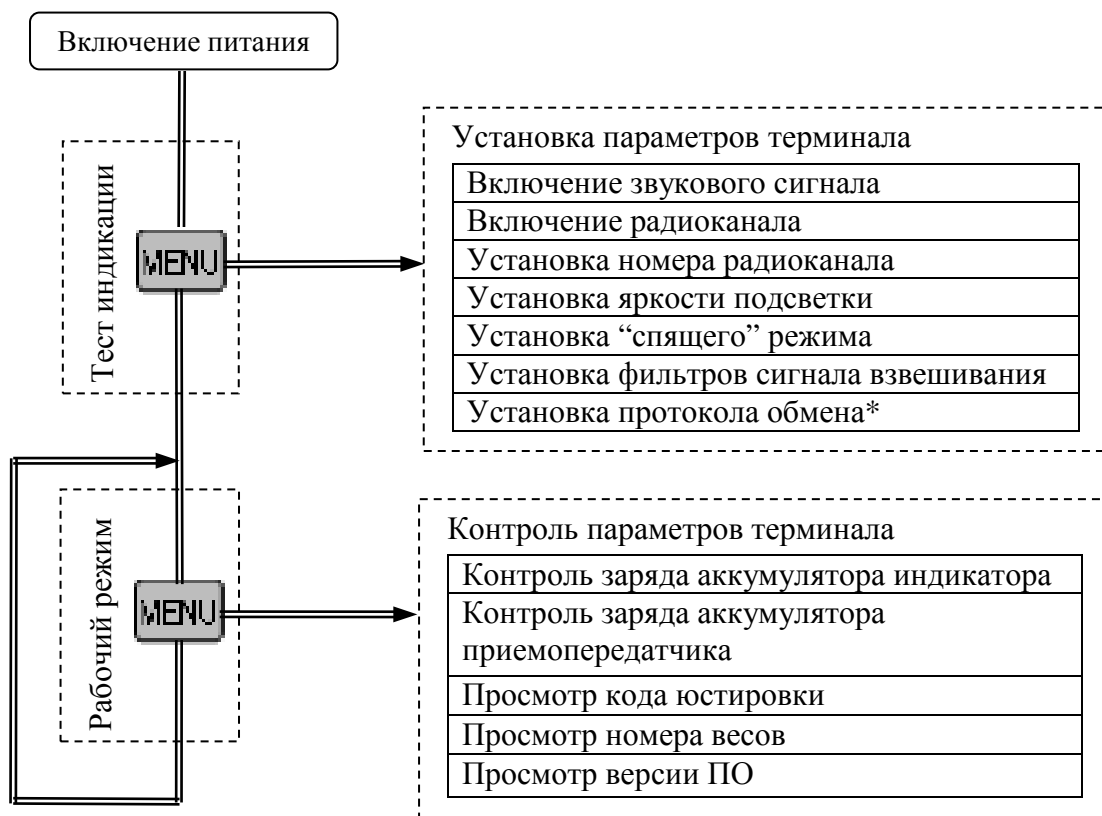 Включение питания
Тест индикации
MENU
Установка параметров терминала
Включение звукового сигнала
Включение радиоканала
Установка номера радиоканала
Установка яркости подсветки
Установка “спящего” режима
Установка фильтров сигнала взвешивания
Установка протокола обмена*
Рабочий режим
MENU
Контроль параметров терминала
Контроль заряда аккумулятора индикатора
Контроль заряда аккумулятора
приемопередатчика
Просмотр кода юстировки
Просмотр номера весов
Просмотр версии ПО